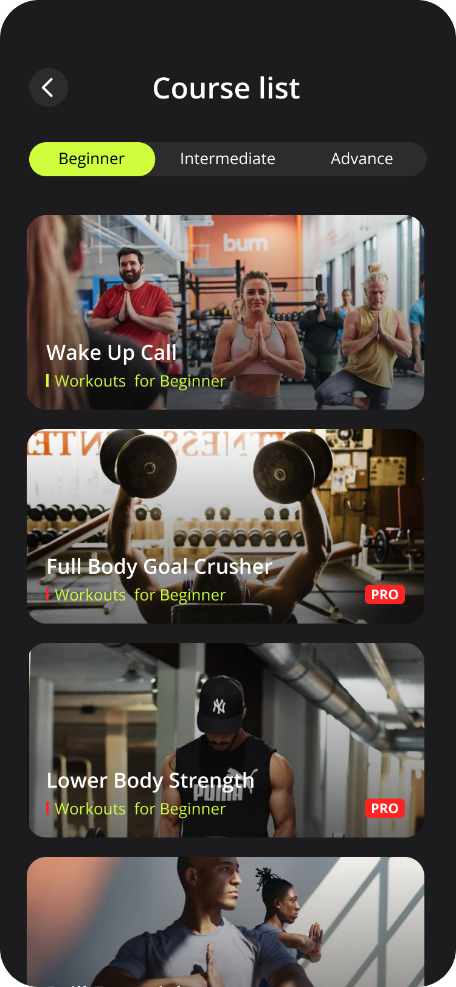 Course list
Beginner
Intermediate
Advance
burn
Wake Up Call
Workouts for Beginner
Full Body Goal Crusher
Workouts for Beginner
PRO
NY
PUMA
Lower Body Strength
Workouts for Beginner
PRO